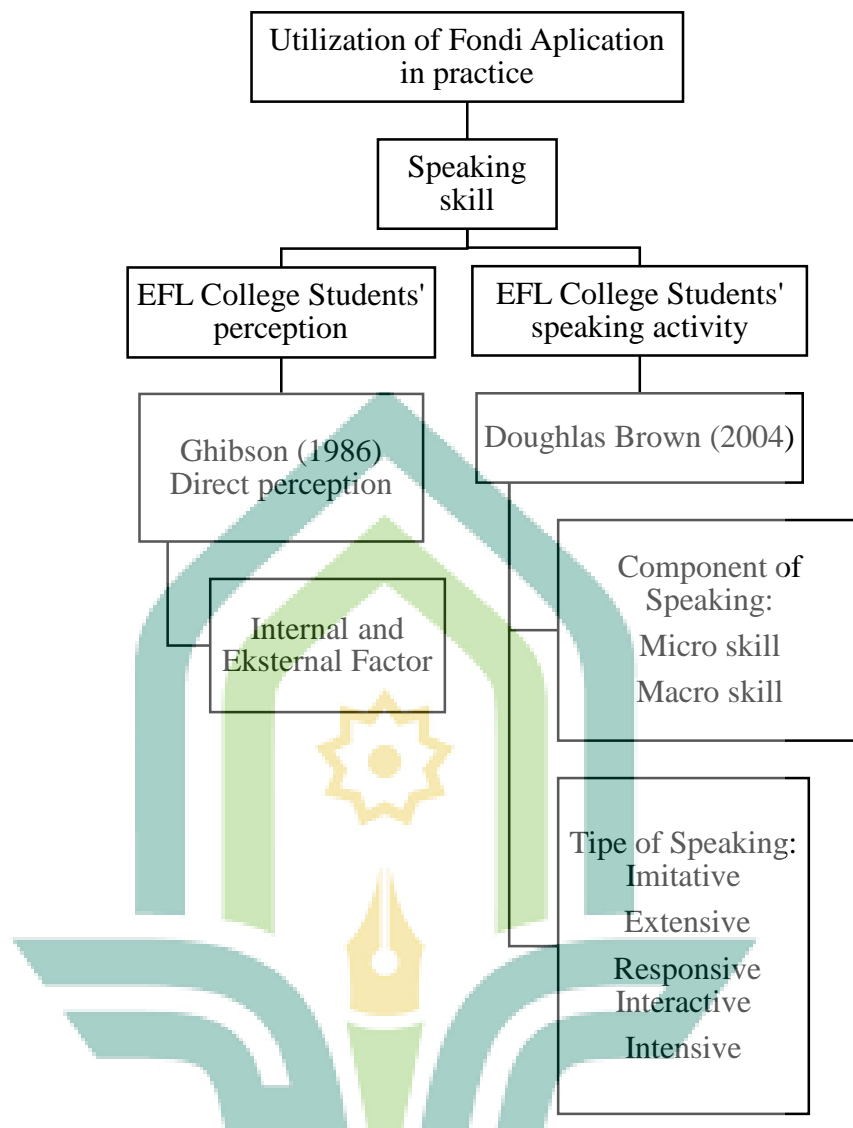 Utilization of Fondi Aplication
in practice
Speaking
skill
EFL College Students'
perception
EFL College Students'
speaking activity
Ghibson (1986)
Direct perception
Internal and
Eksternal Factor
Doughlas Brown (2004)
Component of
Speaking:
Micro skill
Macro skill
Tipe of Speaking:
Imitative
Extensive
Responsive
Interactive
Intensive